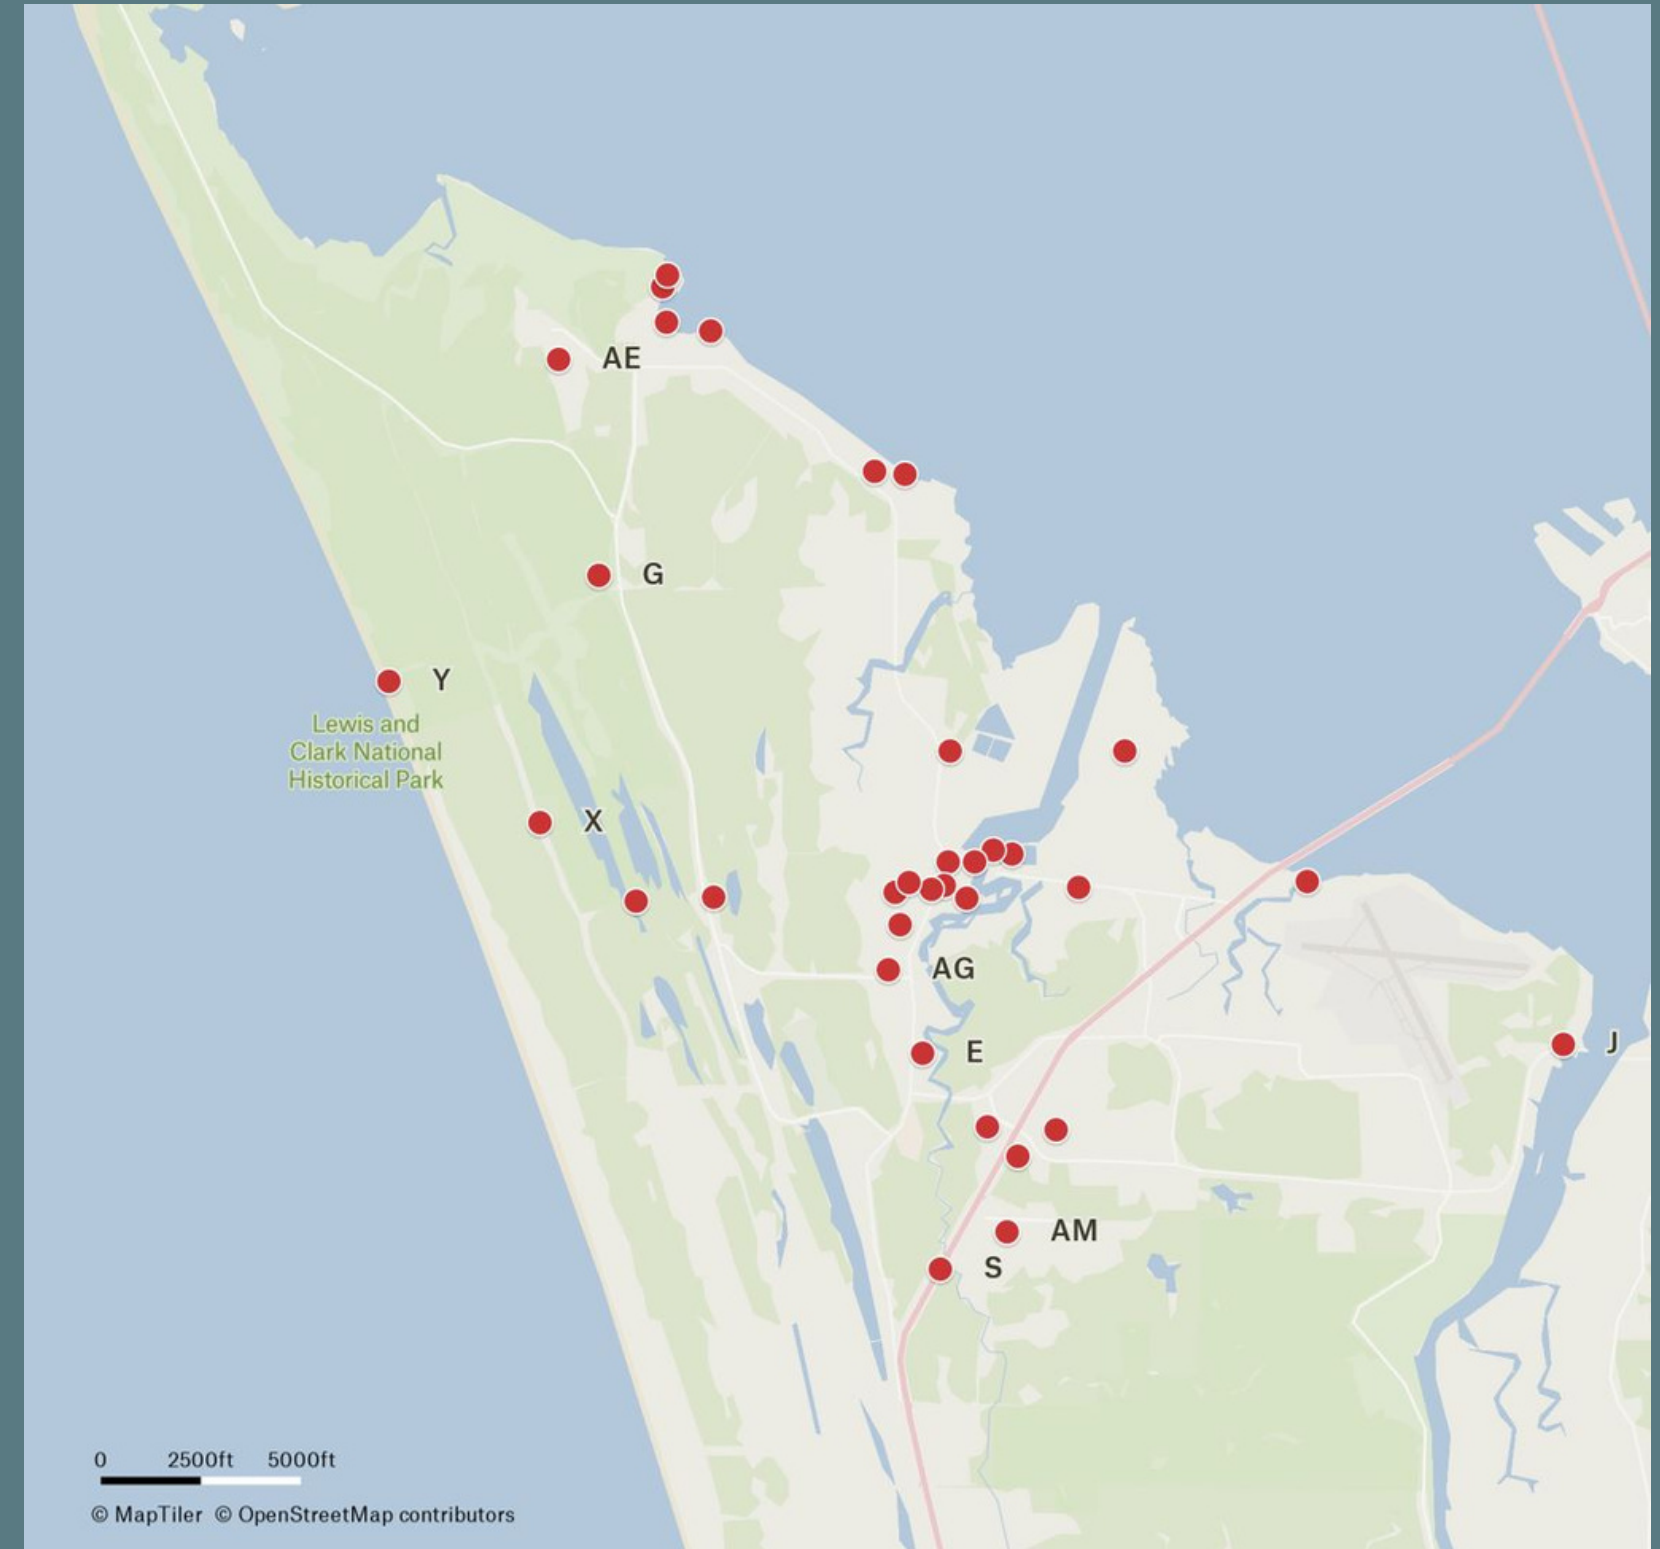 AE
G
Y
Lewis and
Clark National
Historical Park
X
AG
E
J
AM
S
0 2500ft 5000ft
© MapTiler © OpenStreetMap contributors